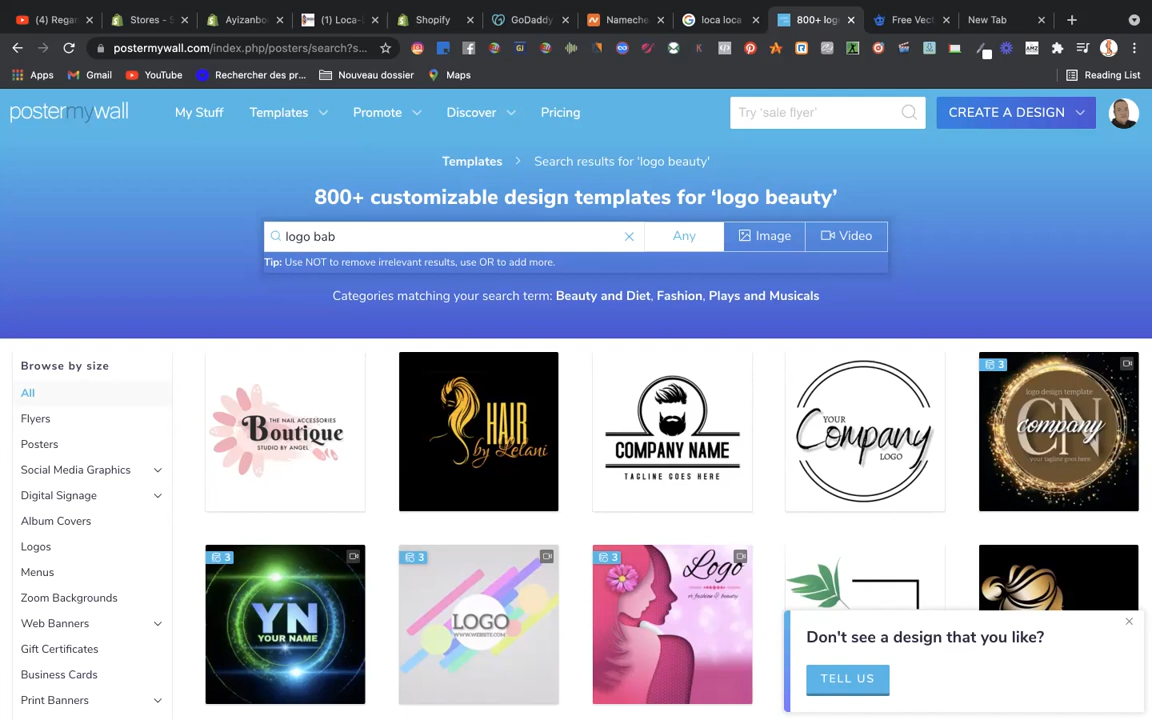 (4) Regan
Stores - S
Ayizanbo
(1) Loca-L
Shopify
GoDaddy
Nameche
loca loca
800+ logo
Free Vect
New Tab
postermywall.com/index.php/posters/search?s...
Apps
Gmail
YouTube
Rechercher des pr...
Nouveau dossier
Maps
Reading List
postermywall
My Stuff
Templates
Promote
Discover
Pricing
Try 'sale flyer'
CREATE A DESIGN
Templates > Search results for 'logo beauty'
800+ customizable design templates for 'logo beauty'
logo bab
Any
Image
Video
Tip: Use NOT to remove irrelevant results, use OR to add more.
Categories matching your search term: Beauty and Diet, Fashion, Plays and Musicals
Browse by size
All
Flyers
Posters
Social Media Graphics
Digital Signage
Album Covers
Logos
Menus
Zoom Backgrounds
Web Banners
Gift Certificates
Business Cards
Print Banners
THE NAIL ACCESSORIES
Boutique
STUDIO BY ANGEL
HAIR
by Lelani
COMPANY NAME
TAGLINE GOES HERE
YOUR
Company
LOGO
3
logo design template
CN
company
your tagline goes here
3
YN
YOUR NAME
3
LOGO
WWW.WEBSITE.COM
3
Logo
Don't see a design that you like?
TELL US